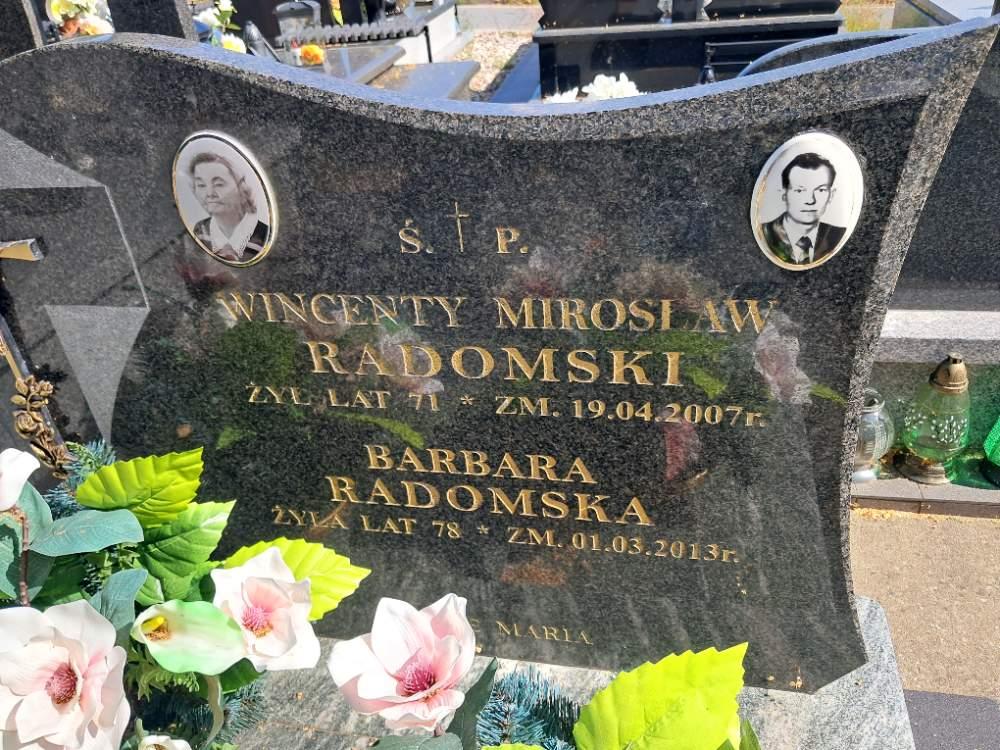 Ś. P.
WINCENTY MIROSŁAW
RADOMSKI
ŻYŁ LAT 71 * ZM. 19.04.2007r.
BARBARA
RADOMSKA
ŻYŁA LAT 78 * ZM. 01.03.2013r.
MARIA